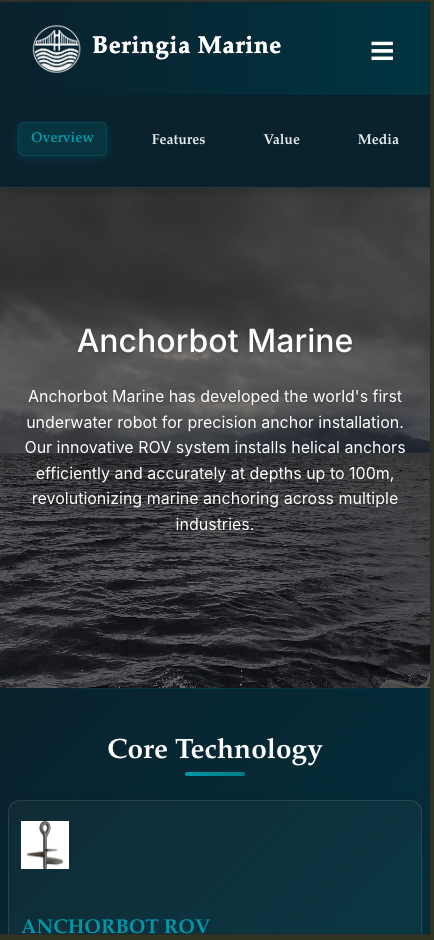 Beringia Marine
Overview
Features
Value
Media
Anchorbot Marine
Anchorbot Marine has developed the world's first
underwater robot for precision anchor installation.
Our innovative ROV system installs helical anchors
efficiently and accurately at depths up to 100m,
revolutionizing marine anchoring across multiple
industries.
Core Technology
ANCHORBOT ROV